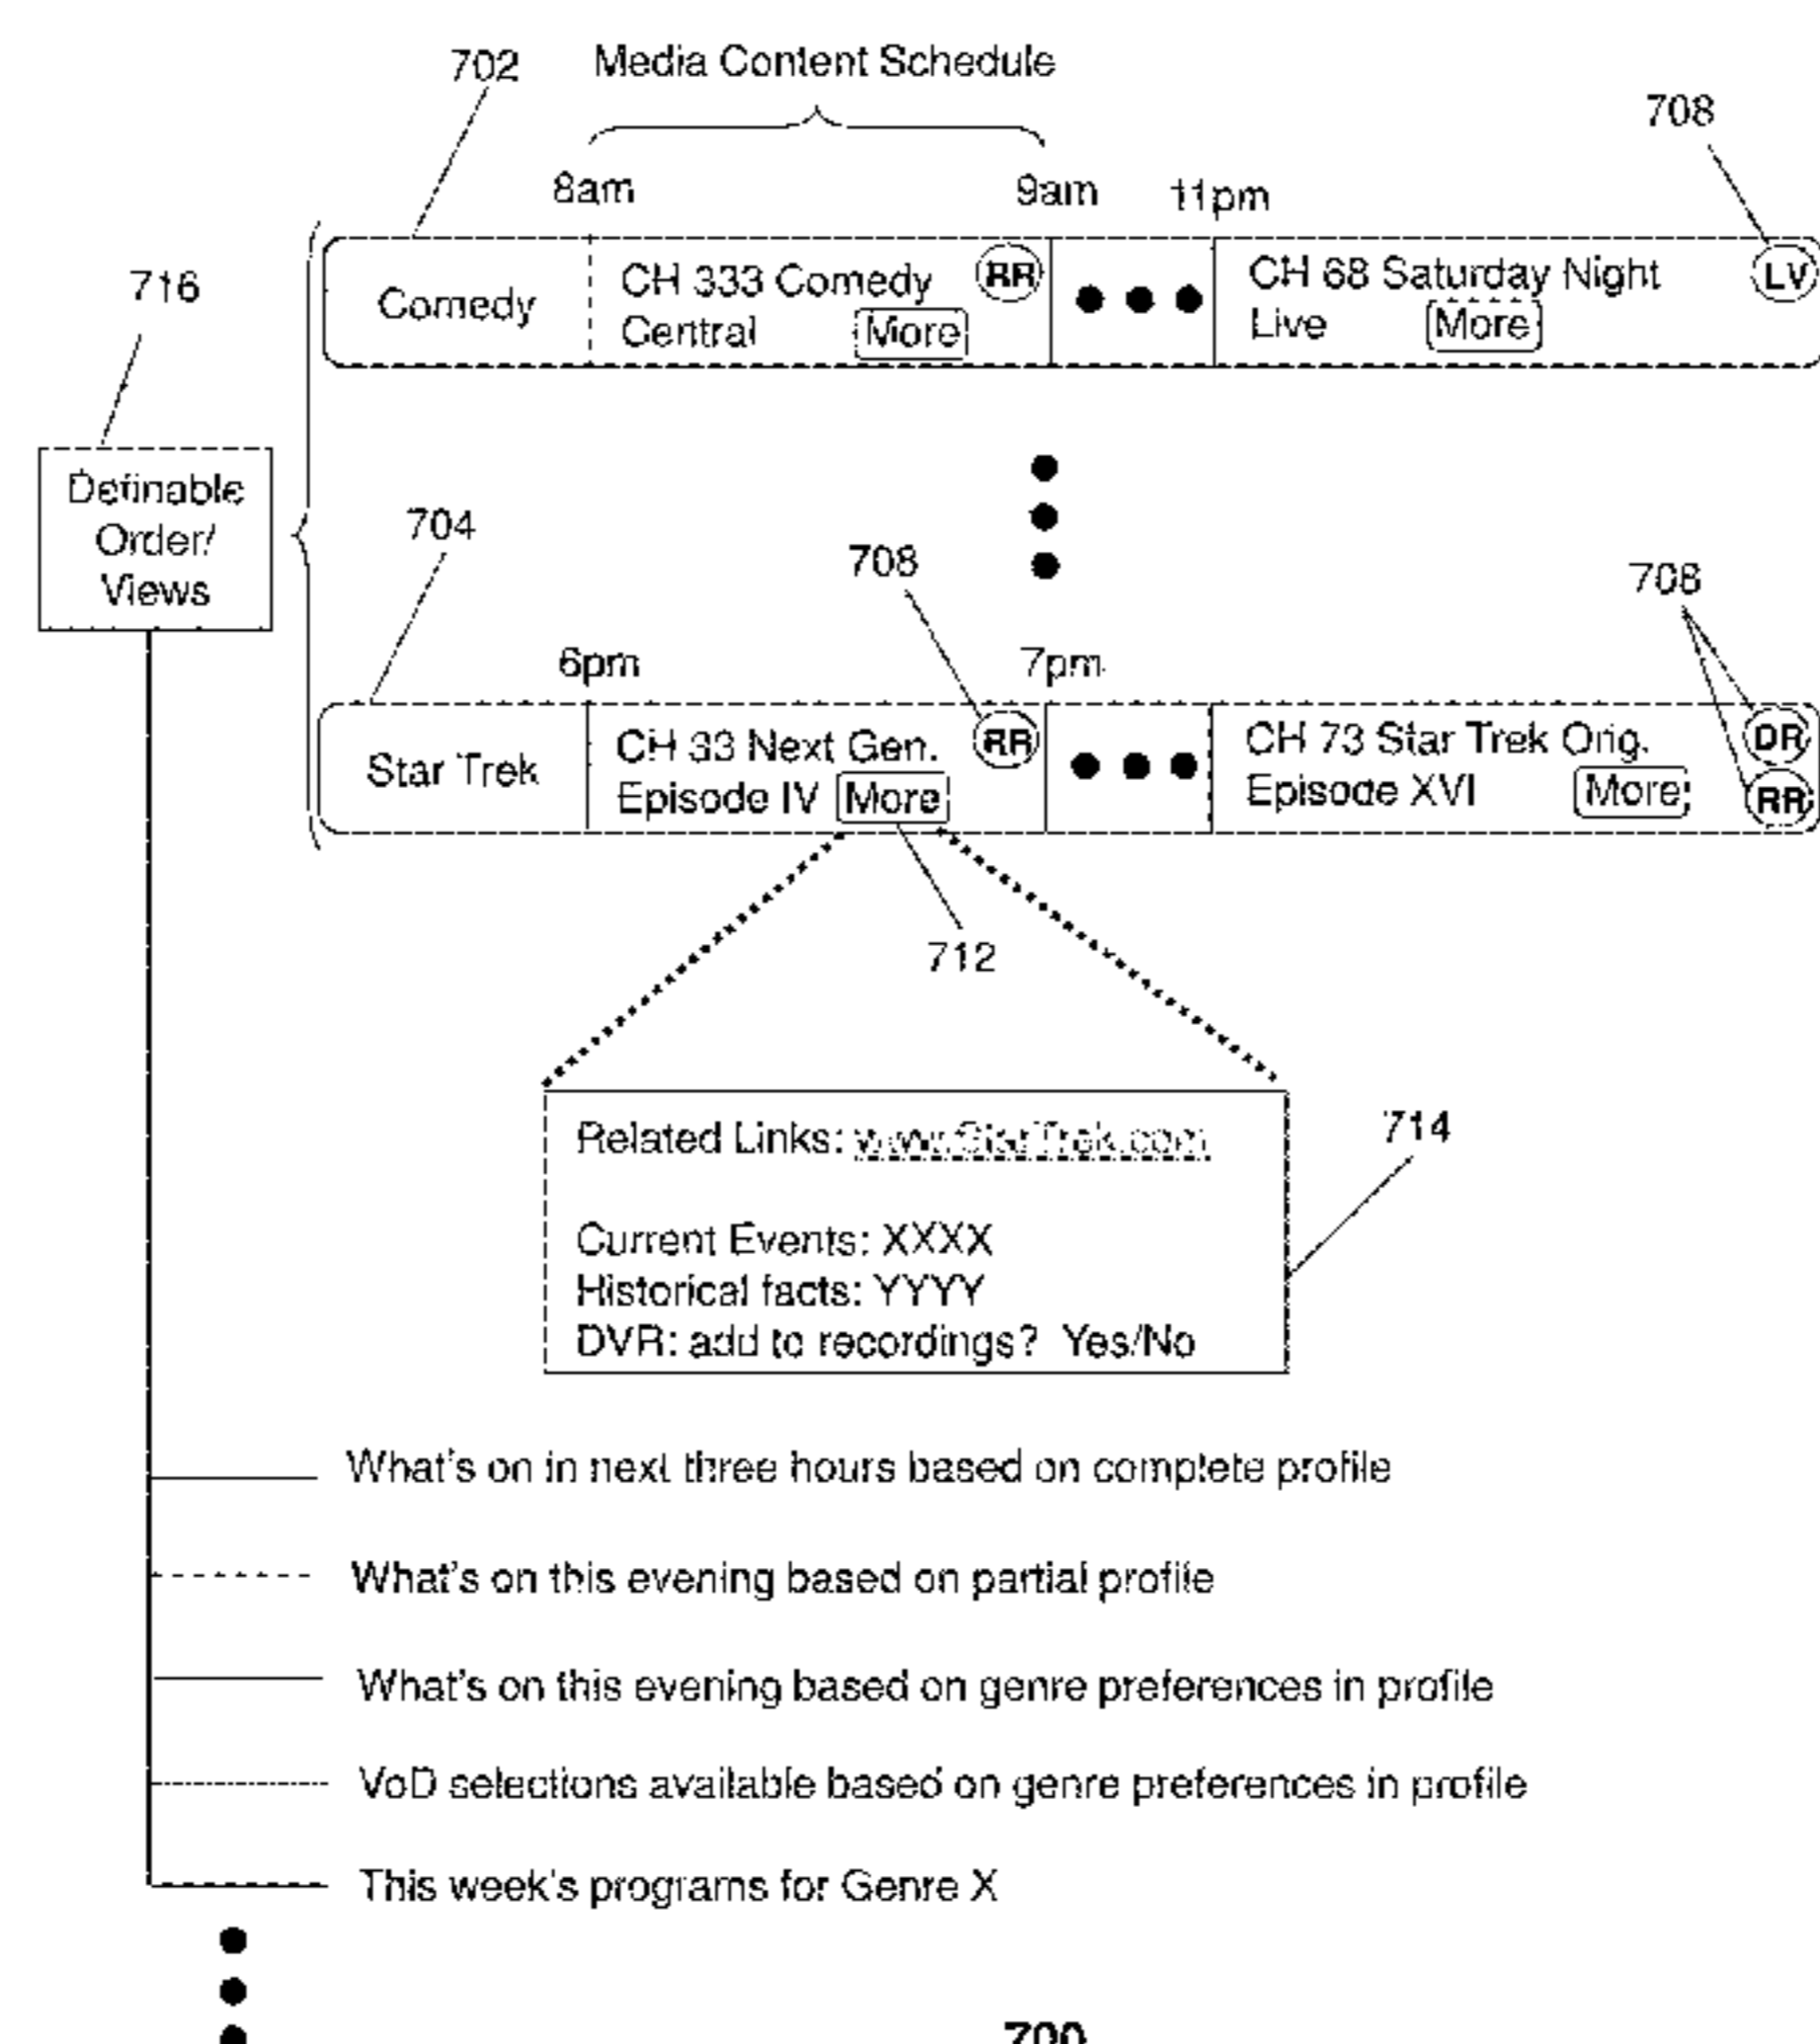 702 Media Content Schedule
708
8am 9am 11pm
716
Comedy
CH 333 Comedy Central More
RR
CH 68 Saturday Night Live More
LV
Definable
Order/
Views
704
708
708
6pm 7pm
Star Trek
CH 33 Next Gen.
Episode IV More
RR
CH 73 Star Trek Orig.
Episode XVI More
DR
RR
712
714
Related Links: www.StarTrek.com
Current Events: XXXX
Historical facts: YYYY
DVR: add to recordings? Yes/No
What's on in next three hours based on complete profile
What's on this evening based on partial profile
What's on this evening based on genre preferences in profile
VoD selections available based on genre preferences in profile
This week's programs for Genre X
700